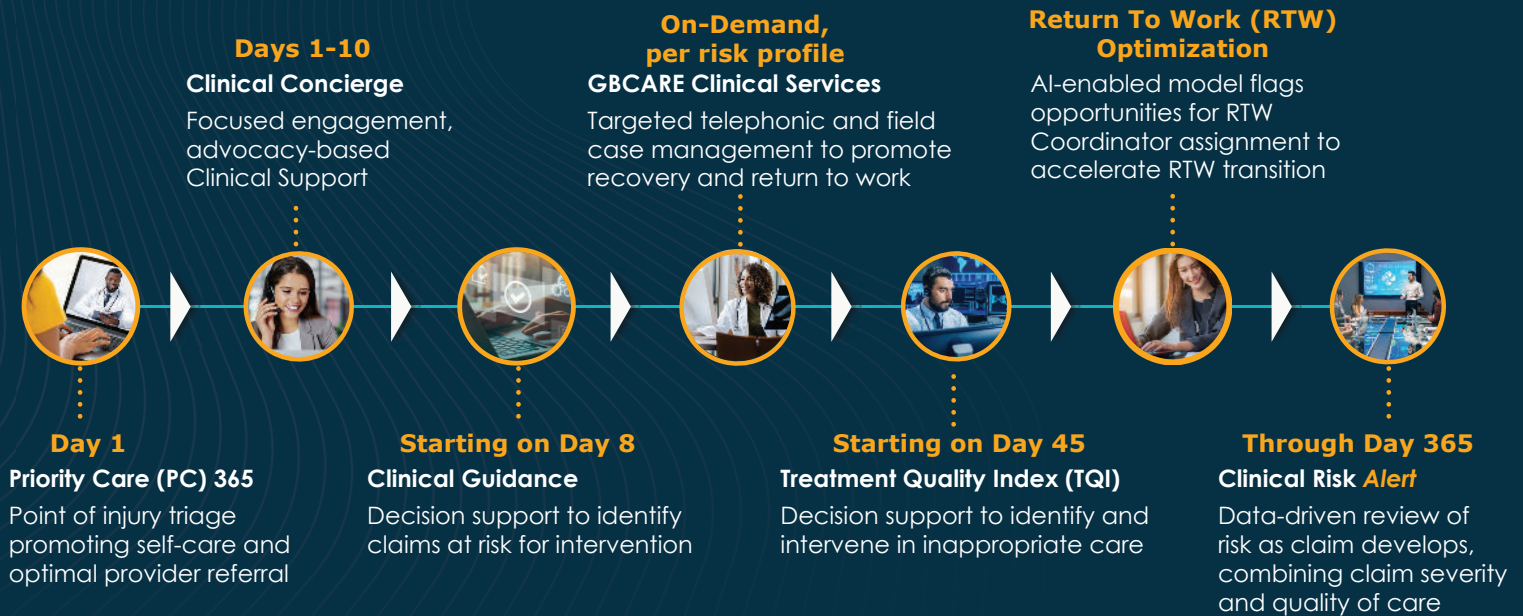 Day 1
Priority Care (PC) 365
Point of injury triage
promoting self-care and
optimal provider referral
Days 1-10
Clinical Concierge
Focused engagement,
advocacy-based
Clinical Support
Starting on Day 8
Clinical Guidance
Decision support to identify
claims at risk for intervention
On-Demand,
per risk profile
GBCARE Clinical Services
Targeted telephonic and field
case management to promote
recovery and return to work
Starting on Day 45
Treatment Quality Index (TQI)
Decision support to identify and
intervene in inappropriate care
Return To Work (RTW)
Optimization
AI-enabled model flags
opportunities for RTW
Coordinator assignment to
accelerate RTW transition
Through Day 365
Clinical Risk Alert
Data-driven review of
risk as claim develops,
combining claim severity
and quality of care